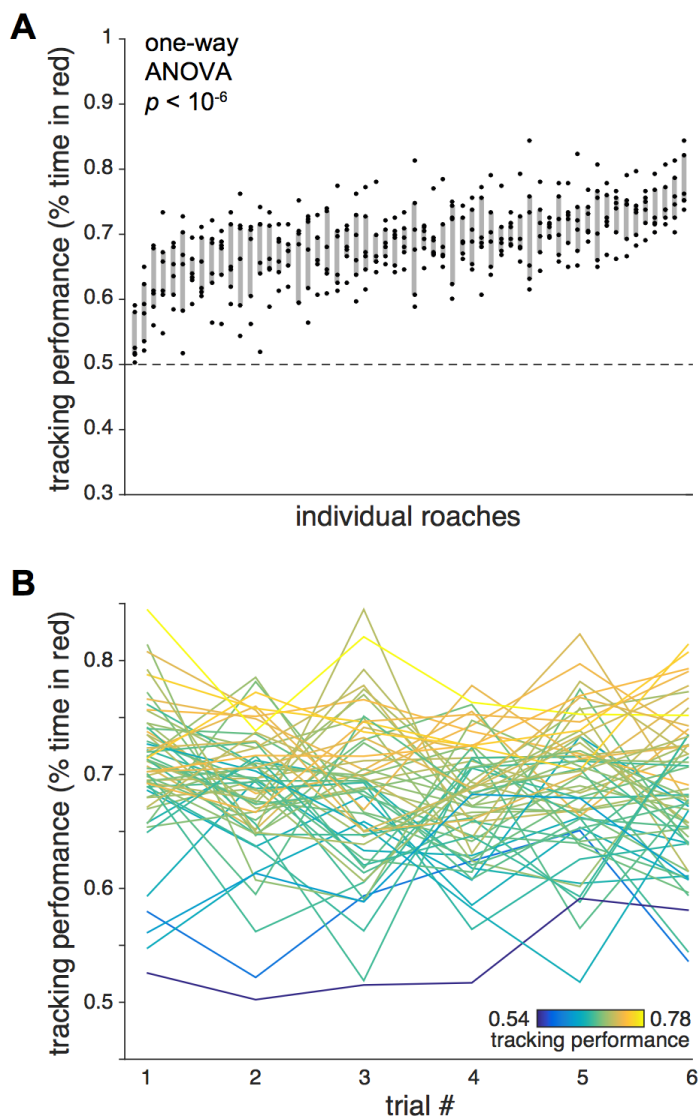 A
one-way
ANOVA
p < 10-6
tracking perfomance (% time in red)
1
0.9
0.8
0.7
0.6
0.5
0.4
0.3
individual roaches
B
tracking perfomance (% time in red)
0.8
0.7
0.6
0.5
0.54
0.78
tracking performance
1 2 3 4 5 6
trial #